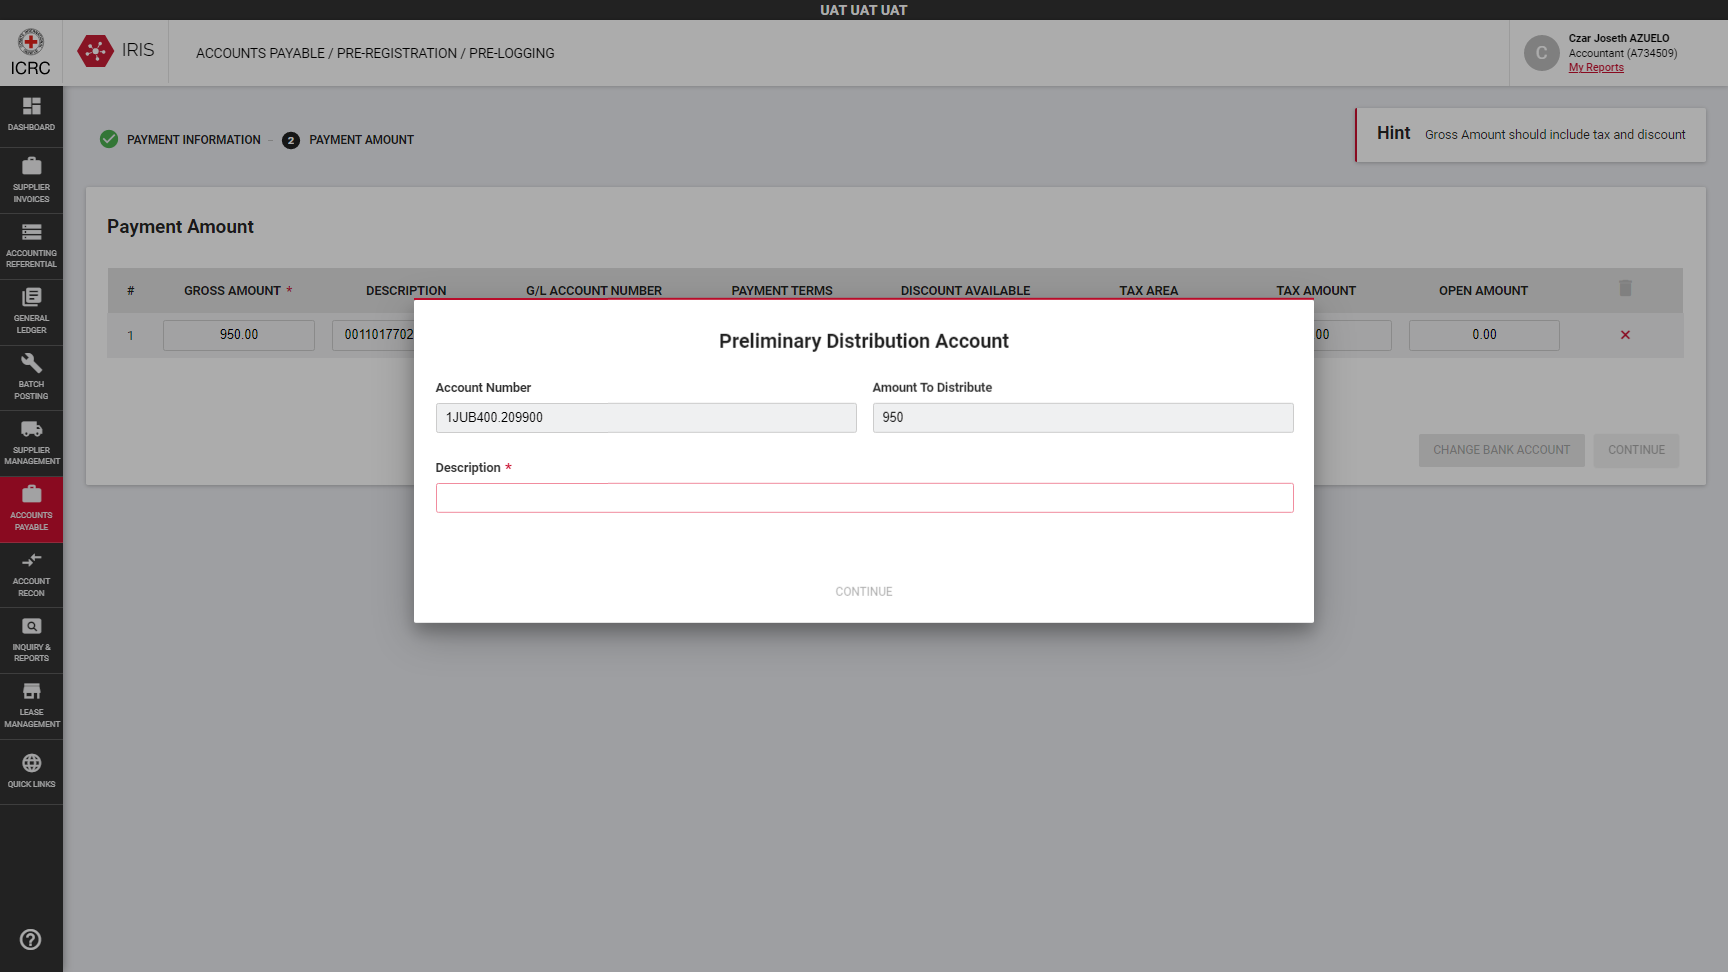 UAT UAT UAT
ICRC
IRIS
ACCOUNTS PAYABLE / PRE-REGISTRATION / PRE-LOGGING
C
Czar Joseth AZUELO
Accountant (A734509)
My Reports
DASHBOARD
SUPPLIER
INVOICES
ACCOUNTING
REFERENTIAL
GENERAL
LEDGER
BATCH
POSTING
SUPPLIER
MANAGEMENT
ACCOUNTS
PAYABLE
ACCOUNT
RECON
INQUIRY &
REPORTS
LEASE
MANAGEMENT
QUICK LINKS
PAYMENT INFORMATION – 2 PAYMENT AMOUNT
Hint Gross Amount should include tax and discount
Payment Amount
# GROSS AMOUNT * DESCRIPTION G/L ACCOUNT NUMBER PAYMENT TERMS DISCOUNT AVAILABLE TAX AREA TAX AMOUNT OPEN AMOUNT
1 950.00 0011017702 00 0.00
CHANGE BANK ACCOUNT CONTINUE
Preliminary Distribution Account
Account Number Amount To Distribute
1JUB400.209900 950
Description *
CONTINUE